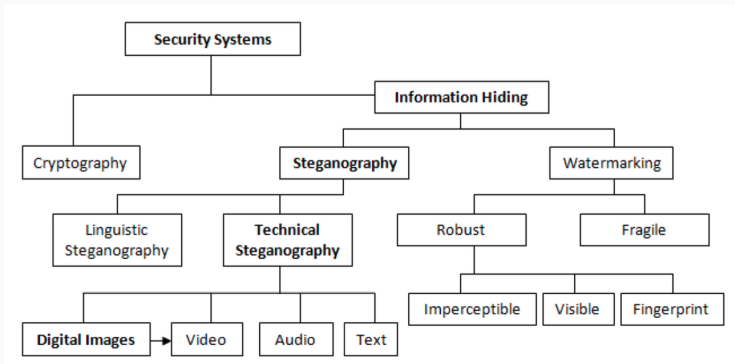 Security Systems
Information Hiding
Cryptography
Steganography
Watermarking
Linguistic
Steganography
Technical
Steganography
Robust
Fragile
Imperceptible
Visible
Fingerprint
Digital Images
Video
Audio
Text